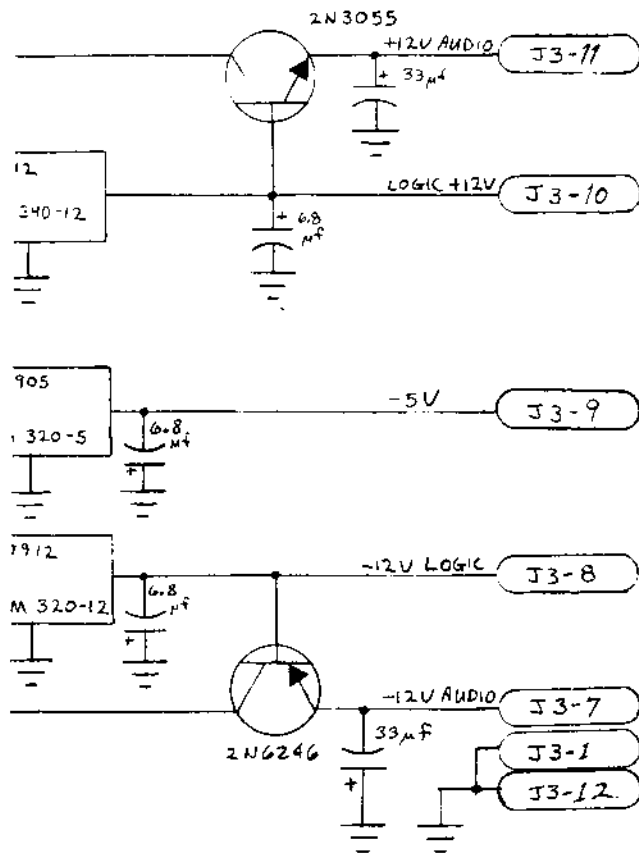 2N3055
+12V AUDIO
J3-11
+ 33µf
12
340-12
LOGIC +12V
J3-10
+ 6.8
µf
905
320-5
-5V
J3-9
6.8
µf
+
7912
M 320-12
-12V LOGIC
J3-8
6.8
µf
+
2N6246
-12V AUDIO
J3-7
33µf
+
J3-1
J3-12